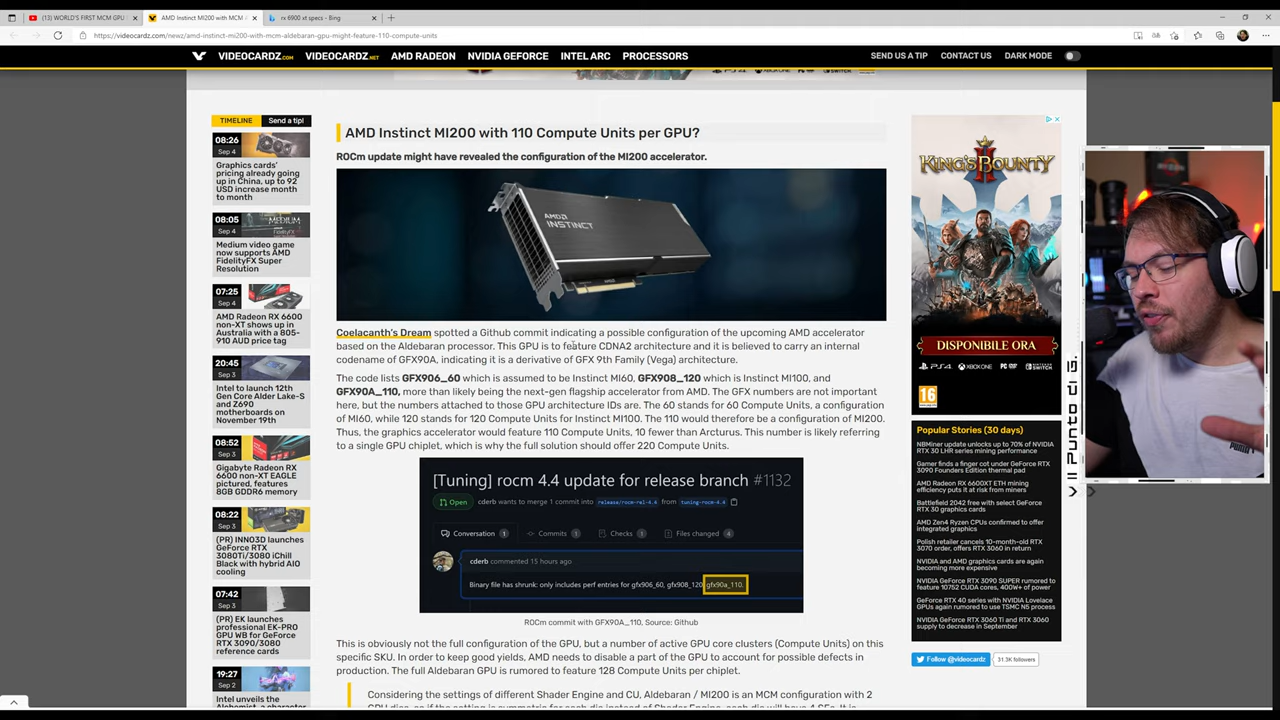 (13) WORLD'S FIRST MCM GPU
AMD Instinct MI200 with MCM
rx 6900 xt specs - Bing
https://videocardz.com/newz/amd-instinct-mi200-with-mcm-aldebaran-gpu-might-feature-110-compute-units
VIDEOCARDZ.COM VIDEOCARDZ.NET AMD RADEON NVIDIA GEFORCE INTEL ARC PROCESSORS
SEND US A TIP CONTACT US DARK MODE
TIMELINE Send a tip!
08:26
Sep 4
Graphics cards'
pricing already going
up in China, up to 92
USD increase month
to month
08:05
Sep 4
Medium video game
now supports AMD
FidelityFX Super
Resolution
07:25
Sep 4
AMD Radeon RX 6600
non-XT shows up in
Australia with a 805-
910 AUD price tag
20:45
Sep 3
Intel to launch 12th
Gen Core Alder Lake-S
and Z690
motherboards on
November 19th
08:52
Sep 3
Gigabyte Radeon RX
6600 non-XT EAGLE
pictured, features
8GB GDDR6 memory
08:22
Sep 3
(PR) INNO3D launches
GeForce RTX
3080Ti/3080 iChill
Black with hybrid AIO
cooling
07:42
Sep 3
(PR) EK launches
professional EK-PRO
GPU WB for GeForce
RTX 3090/3080
reference cards
19:27
Sep 2
Intel unveils the
Alchemist, a character
AMD Instinct MI200 with 110 Compute Units per GPU?
ROCm update might have revealed the configuration of the MI200 accelerator.
AMD
INSTINCT
Coelacanth's Dream spotted a Github commit indicating a possible configuration of the upcoming AMD accelerator
based on the Aldebaran processor. This GPU is to feature CDNA2 architecture and it is believed to carry an internal
codename of GFX90A, indicating it is a derivative of GFX 9th Family (Vega) architecture.
The code lists GFX906_60 which is assumed to be Instinct MI60, GFX908_120 which is Instinct MI100, and
GFX90A_110, more than likely being the next-gen flagship accelerator from AMD. The GFX numbers are not important
here, but the numbers attached to those GPU architecture IDs are. The 60 stands for 60 Compute Units, a configuration
of MI60, while 120 stands for 120 Compute Units for Instinct M100. The 110 would therefore be a configuration of MI200.
Thus, the graphics accelerator would feature 110 Compute Units, 10 fewer than Arcturus. This number is likely referring
to a single GPU chiplet, which is why the full solution should offer 220 Compute Units.
[Tuning] rocm 4.4 update for release branch #1132
Open cderb wants to merge 1 commit into release/rocm-rel-4.4 from tuning-rocm-4.4
Conversation 1 Commits 1 Checks 1 Files changed 4
cderb commented 15 hours ago
Binary file has shrunk: only includes perf entries for gfx906_60, gfx908_120, gfx90a_110.
ROCm commit with GFX90A_110, Source: Github
This is obviously not the full configuration of the GPU, but a number of active GPU core clusters (Compute Units) on this
specific SKU. In order to keep good yields, AMD needs to disable a part of the GPU to account for possible defects in
production. The full Aldebaran GPU is rumored to feature 128 Compute Units per chiplet.
Considering the settings of different Shader Engine and CU, Aldebaran / MI200 is an MCM configuration with 2
KING'S BOUNTY
II
DISPONIBILE ORA
PS4 XBOX ONE PC SWITCH
18
Popular Stories (30 days)
NBMiner update unlocks up to 70% of NVIDIA
RTX 30 LHR series mining performance
Gamer finds a finger cot under GeForce RTX
3090 Founders Edition thermal pad
AMD Radeon RX 6600XT ETH mining
efficiency puts it at risk from miners
Battlefield 2042 free with select GeForce
RTX 30 graphics cards
AMD Zen4 Ryzen CPUs confirmed to offer
integrated graphics
Polish retailer cancels 10-month-old RTX
3070 order, offers RTX 3060 in return
NVIDIA and AMD graphics cards are again
becoming more expensive
NVIDIA GeForce RTX 3090 SUPER rumored to
feature 10752 CUDA cores, 400W+ of power
GeForce RTX 40 series with NVIDIA Lovelace
GPUs again rumored to use TSMC N5 process
NVIDIA GeForce RTX 3060 Ti and RTX 3060
supply to decrease in September
Follow @videocardz 31.3K followers
Punto Di G.